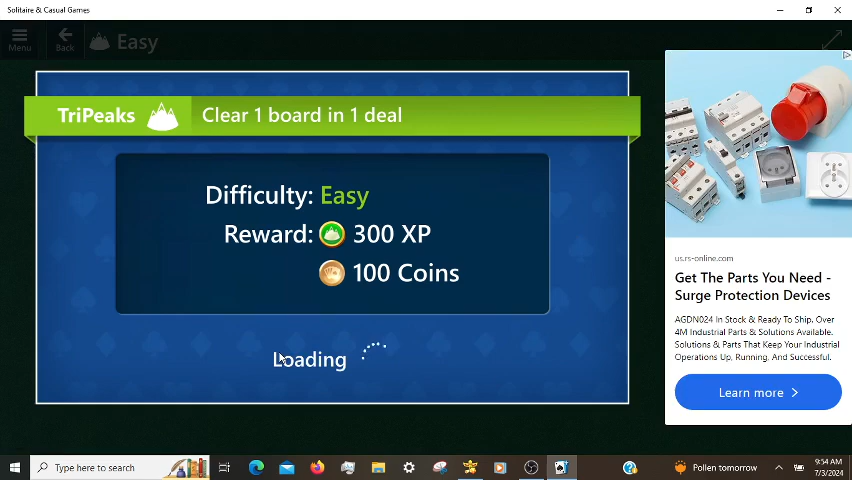 Solitaire & Casual Games
Menu
Back
Easy
TriPeaks
Clear 1 board in 1 deal
Difficulty: Easy
Reward: 300 XP
100 Coins
Loading
us.rs-online.com
Get The Parts You Need -
Surge Protection Devices
AGDN024 In Stock & Ready To Ship. Over
4M Industrial Parts & Solutions Available.
Solutions & Parts That Keep Your Industrial
Operations Up, Running, And Successful.
Learn more
Type here to search
Pollen tomorrow
9:54 AM
7/3/2024